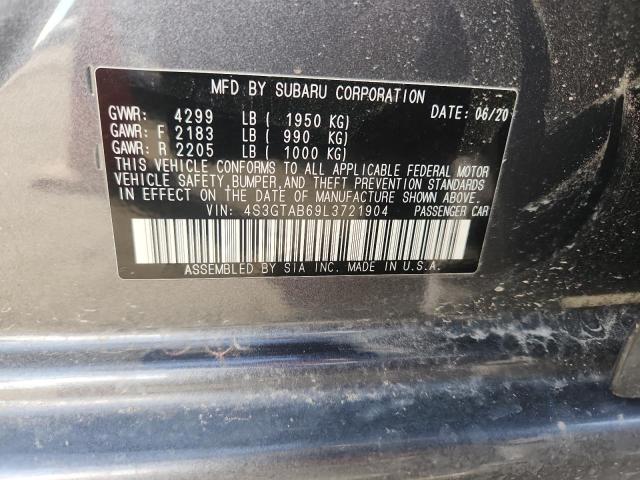 MFD BY SUBARU CORPORATION
GVWR: 4299 LB ( 1950 KG) DATE: 06/20
GAWR: F 2183 LB ( 990 KG)
GAWR: R 2205 LB ( 1000 KG)
THIS VEHICLE CONFORMS TO ALL APPLICABLE FEDERAL MOTOR
VEHICLE SAFETY, BUMPER, AND THEFT PREVENTION STANDARDS
IN EFFECT ON THE DATE OF MANUFACTURE SHOWN ABOVE.
VIN: 4S3GTAB69L3721904 PASSENGER CAR
ASSEMBLED BY SIA INC. MADE IN U.S.A.